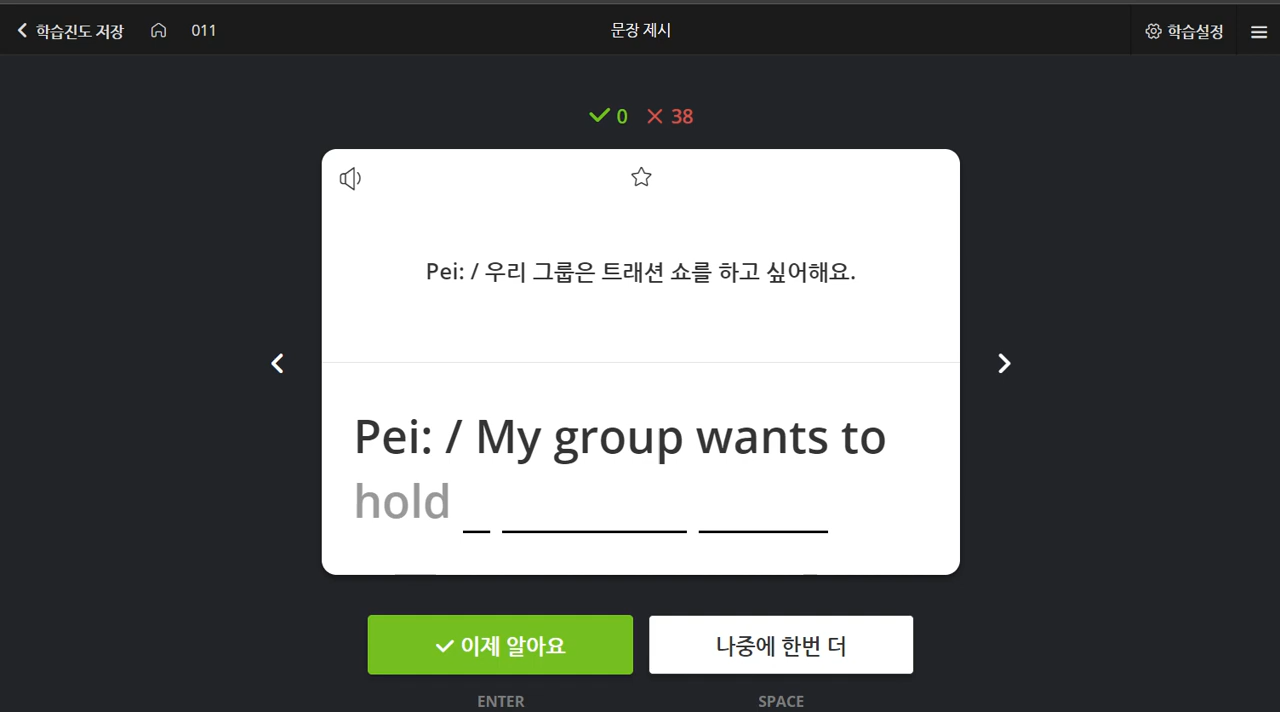 학습진도 저장 011 문장 제시 학습설정
0 38
Pei: / 우리 그룹은 트래션 쇼를 하고 싶어해요.
Pei: / My group wants to
hold
이제 알아요 나중에 한번 더
ENTER SPACE